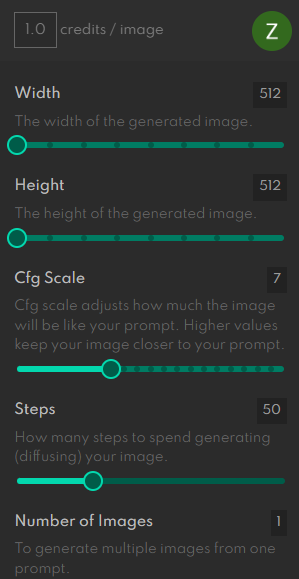 1.0 credits / image Z
Width 512
The width of the generated image.
Height 512
The height of the generated image.
Cfg Scale 7
Cfg scale adjusts how much the image
will be like your prompt. Higher values
keep your image closer to your prompt.
Steps 50
How many steps to spend generating
(diffusing) your image.
Number of Images 1
To generate multiple images from one
prompt.